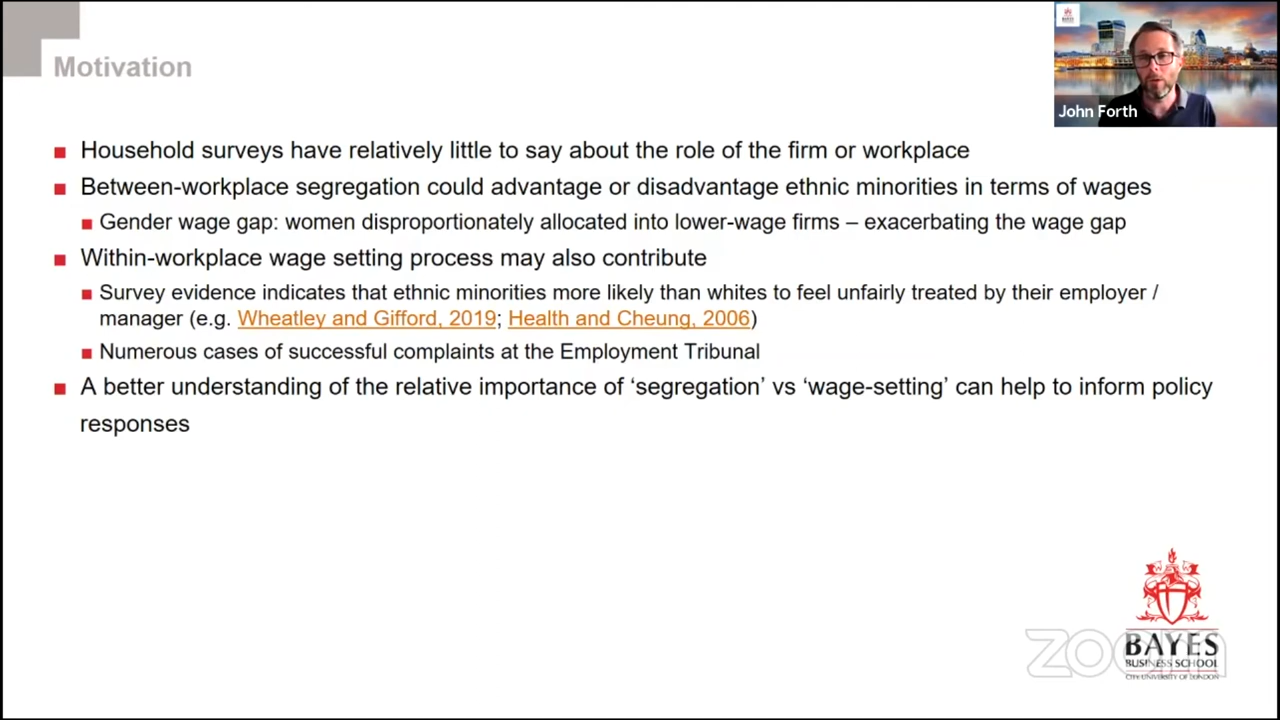 Motivation
BAYES
John Forth
■ Household surveys have relatively little to say about the role of the firm or workplace
■ Between-workplace segregation could advantage or disadvantage ethnic minorities in terms of wages
■ Gender wage gap: women disproportionately allocated into lower-wage firms – exacerbating the wage gap
■ Within-workplace wage setting process may also contribute
■ Survey evidence indicates that ethnic minorities more likely than whites to feel unfairly treated by their employer /
manager (e.g. Wheatley and Gifford, 2019; Health and Cheung, 2006)
■ Numerous cases of successful complaints at the Employment Tribunal
■ A better understanding of the relative importance of ‘segregation’ vs ‘wage-setting’ can help to inform policy
responses
zoom
BAYES
BUSINESS SCHOOL
CITY, UNIVERSITY OF LONDON